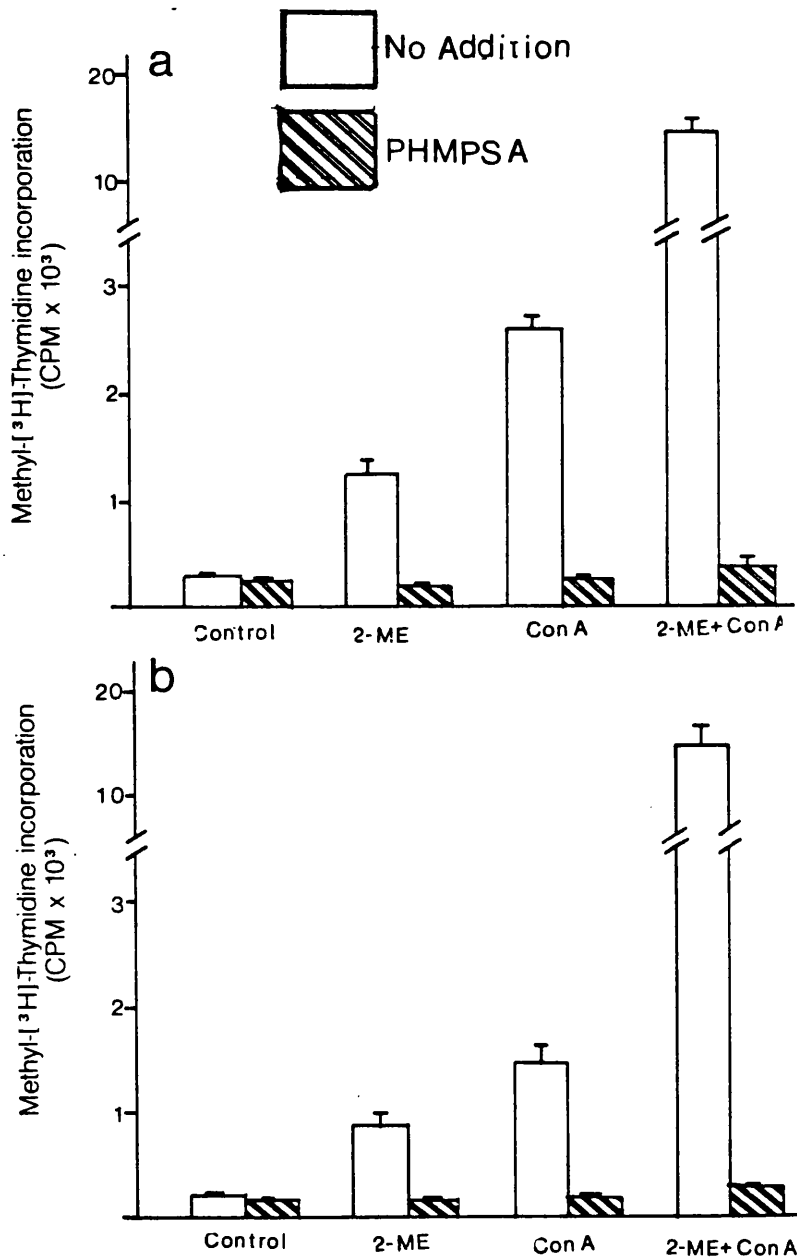 a
No Addition
PHMPSA
Methyl-[³H]-Thymidine incorporation
(CPM x 10³)
20
10
3
2
1
Control
2-ME
Con A
2-ME+Con A
b
Methyl-[³H]-Thymidine incorporation
(CPM x 10³)
20
10
3
2
1
Control
2-ME
Con A
2-ME+Con A